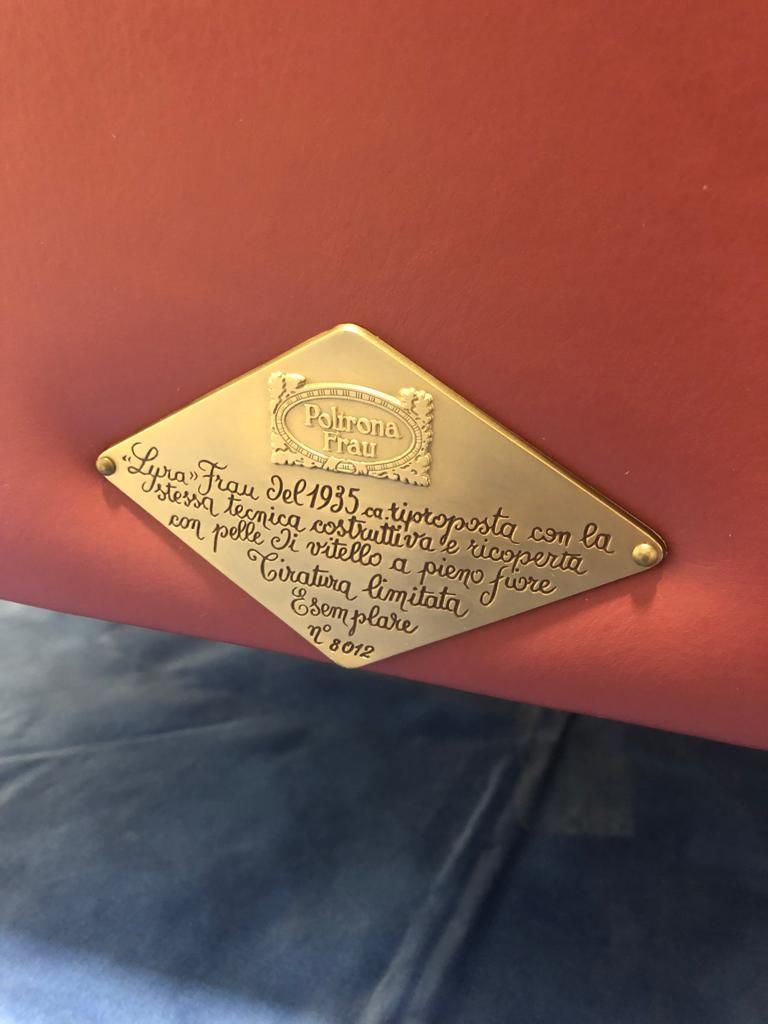 Poltrona
Frau
"Lyra" Frau del 1935 ca. riproposta con la
stessa tecnica costruttiva e ricoperta
con pelle di vitello a pieno fiore
Tiratura limitata
Esemplare
n° 8012